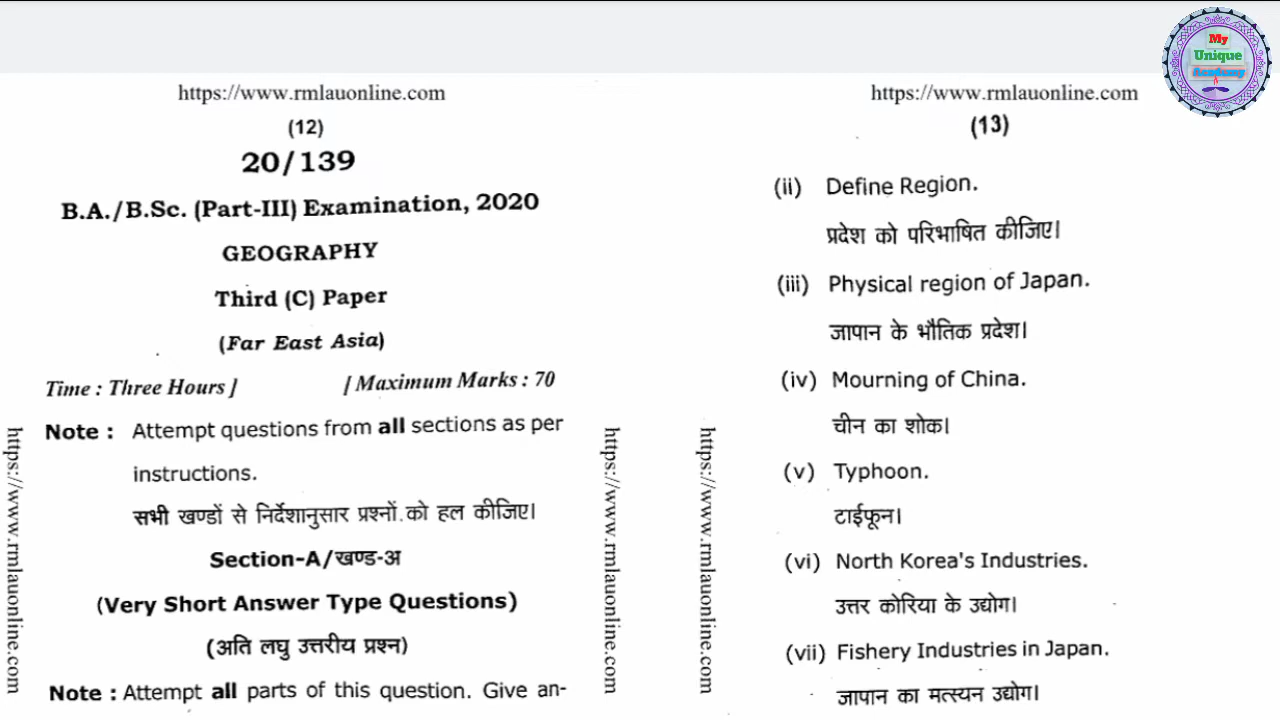 My
Unique
Academy
https://www.rmlauonline.com
(12)
20/139
B.A./B.Sc. (Part-III) Examination, 2020
GEOGRAPHY
Third (C) Paper
(Far East Asia)
Time : Three Hours ]
[ Maximum Marks : 70
Note : Attempt questions from all sections as per
instructions.
सभी खण्डों से निर्देशानुसार प्रश्नों को हल कीजिए।
Section-A/खण्ड-अ
(Very Short Answer Type Questions)
(अति लघु उत्तरीय प्रश्न)
Note : Attempt all parts of this question. Give an-
https://www.rmlauonline.com
https://www.rmlauonline.com
https://www.rmlauonline.com
(13)
(ii) Define Region.
प्रदेश को परिभाषित कीजिए।
(iii) Physical region of Japan.
जापान के भौतिक प्रदेश।
(iv) Mourning of China.
चीन का शोक।
(v) Typhoon.
टाईफून।
(vi) North Korea's Industries.
उत्तर कोरिया के उद्योग।
(vii) Fishery Industries in Japan.
जापान का मत्स्यन उद्योग।
https://www.rmlauonline.com